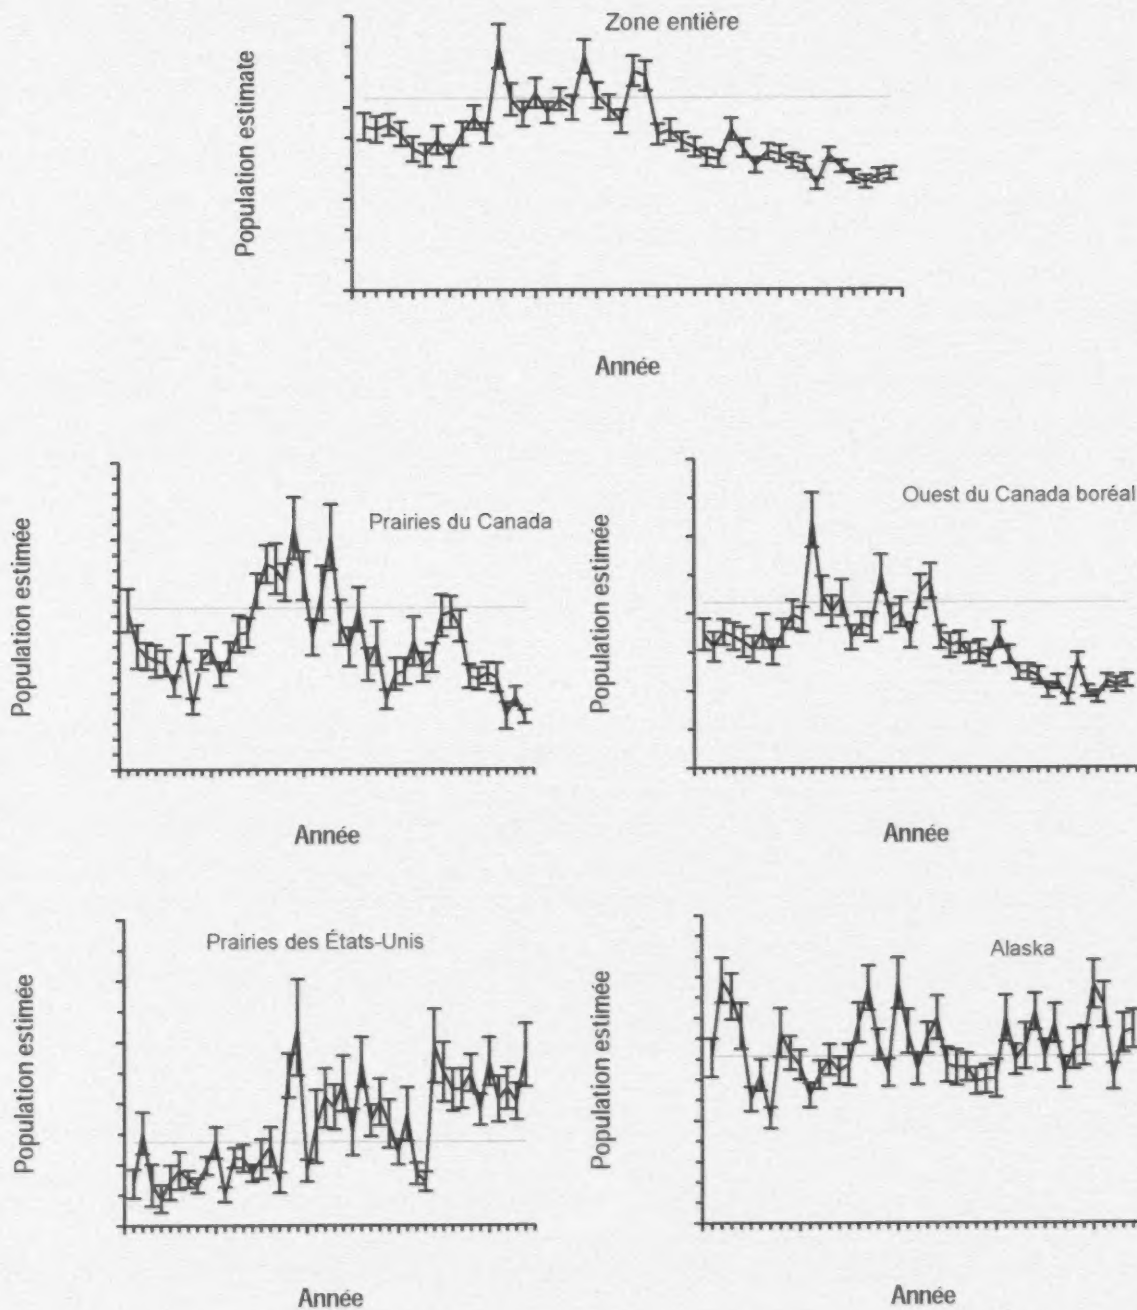 Zone entière
Population estimate
Année
Prairies du Canada
Population estimée
Année
Ouest du Canada boréal
Population estimée
Année
Prairies des États-Unis
Population estimée
Année
Alaska
Population estimée
Année